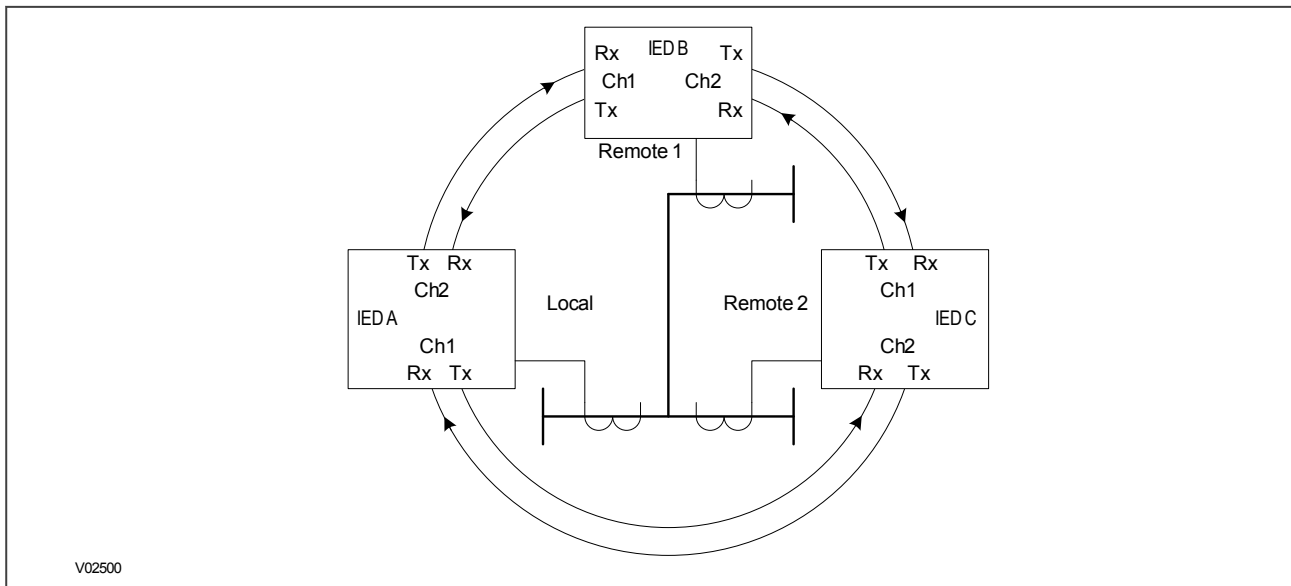 Rx IED B Tx
Ch1 Ch2
Tx Rx
Remote 1
Tx Rx
Ch2
IED A
Ch1
Rx Tx
Local
Remote 2
Tx Rx
Ch1
IED C
Ch2
Rx Tx
V02500